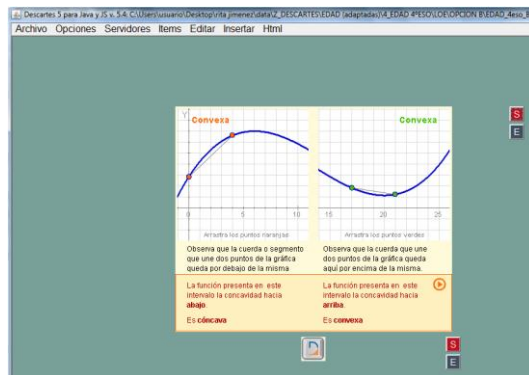 Descartes 5 para Java y JS v. 5.4: C:\Users\usuario\Desktop\rita jimenez\data\Z_DESCARTES\EDAD (adaptadas)\4_EDAD 4ºESO\LOE\OPCION B\EDAD_4eso_B
Archivo Opciones Servidores Items Editar Insertar Html
Y
Convexa
Convexa
0 5 10
15 20 25
Arrastra los puntos naranjas
Arrastra los puntos verdes
Observa que la cuerda o segmento
que une dos puntos de la gráfica
queda por debajo de la misma
Observa que la cuerda que une
dos puntos de la gráfica queda
aquí por encima de la misma.
La función presenta en este
intervalo la concavidad hacia
abajo.
Es cóncava
La función presenta en este
intervalo la concavidad hacia
arriba.
Es convexa
S
E
S
E